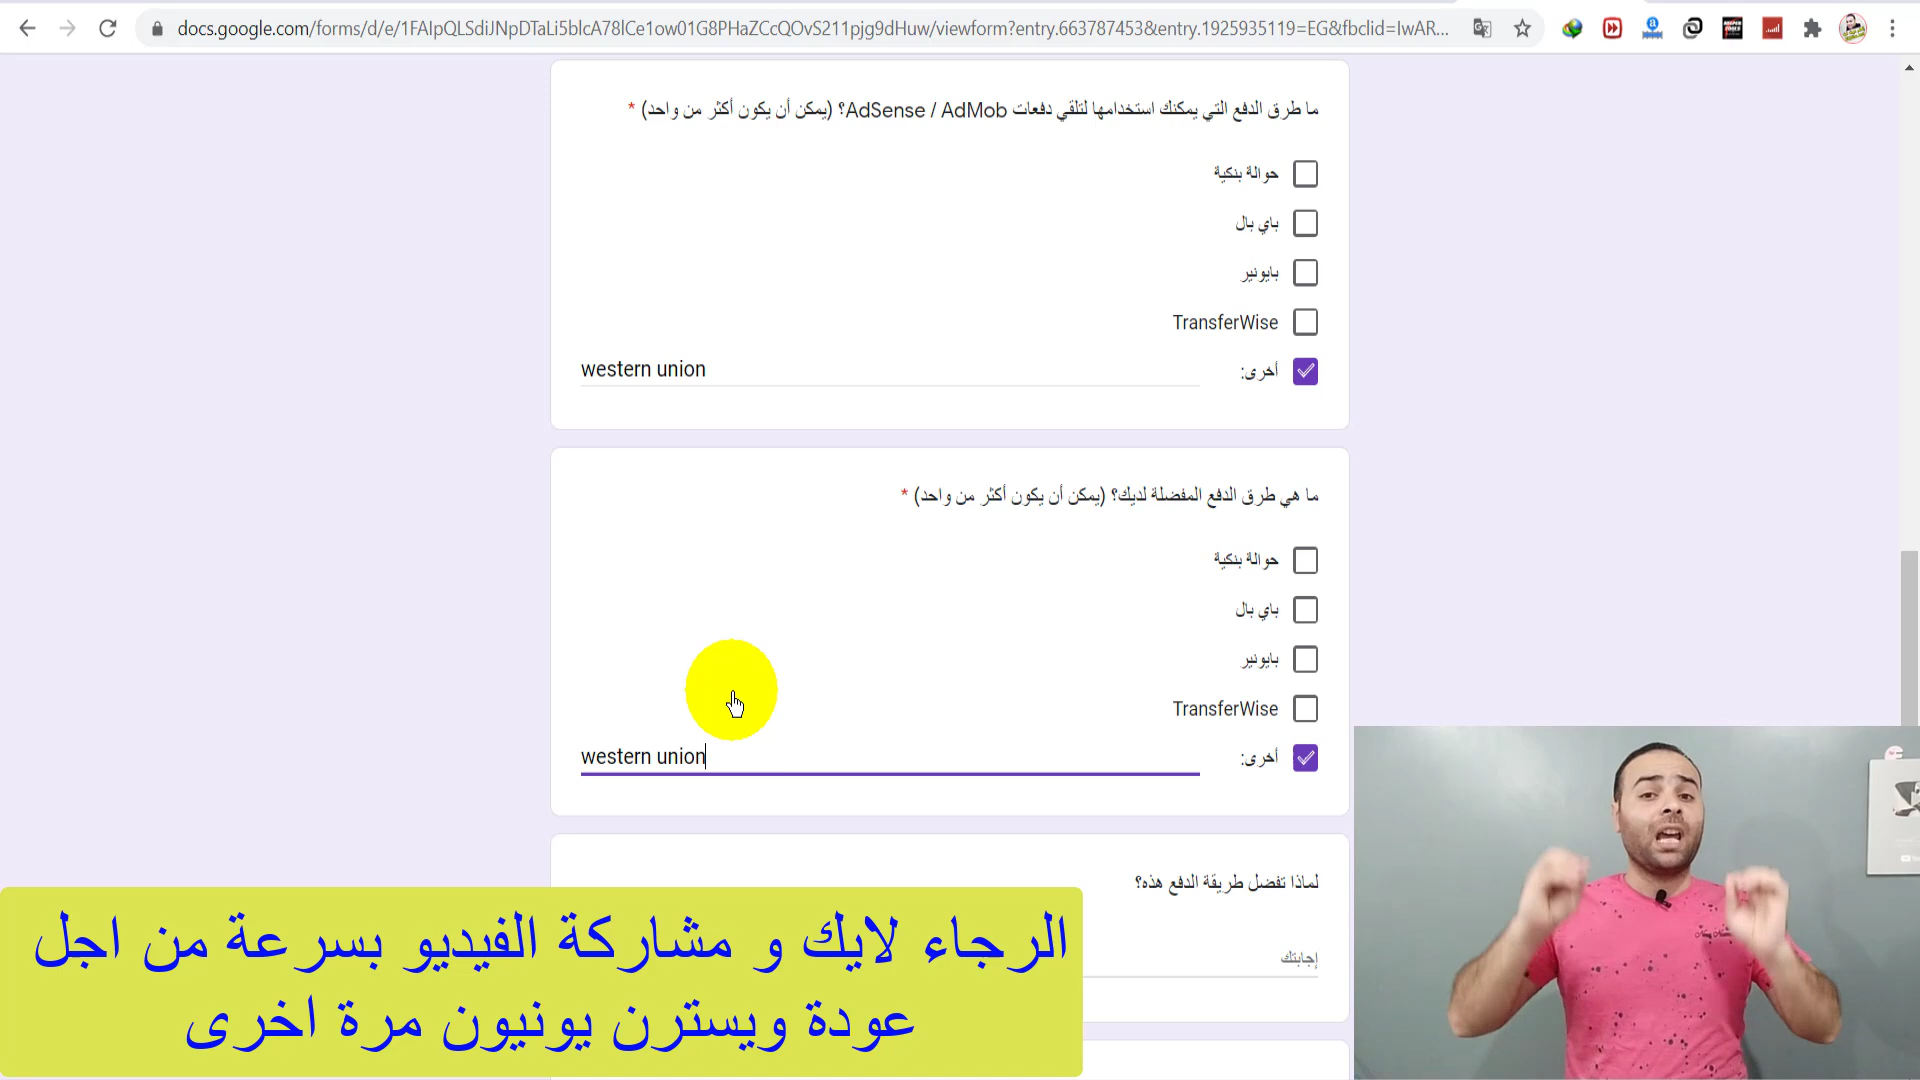 docs.google.com/forms/d/e/1FAIpQLSdiJNpDTaLi5blcA78lCe1ow01G8PHaZCcQOvS211pjg9dHuw/viewform?entry.663787453&entry.1925935119=EG&fbclid=IwAR...
ما طرق الدفع التي يمكنك استخدامها لتلقي دفعات AdSense / AdMob؟ (يمكن أن يكون أكثر من واحد) *
حوالة بنكية
باي بال
بايونير
TransferWise
أخرى: western union
ما هي طرق الدفع المفضلة لديك؟ (يمكن أن يكون أكثر من واحد) *
حوالة بنكية
باي بال
بايونير
TransferWise
أخرى: western union
لماذا تفضل طريقة الدفع هذه؟
إجابتك
الرجاء لايك و مشاركة الفيديو بسرعة من اجل
عودة ويسترن يونيون مرة اخرى